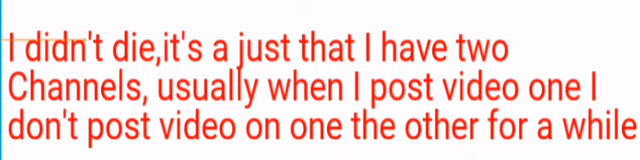 I didn't die,it's a just that I have two
Channels, usually when I post video one I
don't post video on one the other for a while